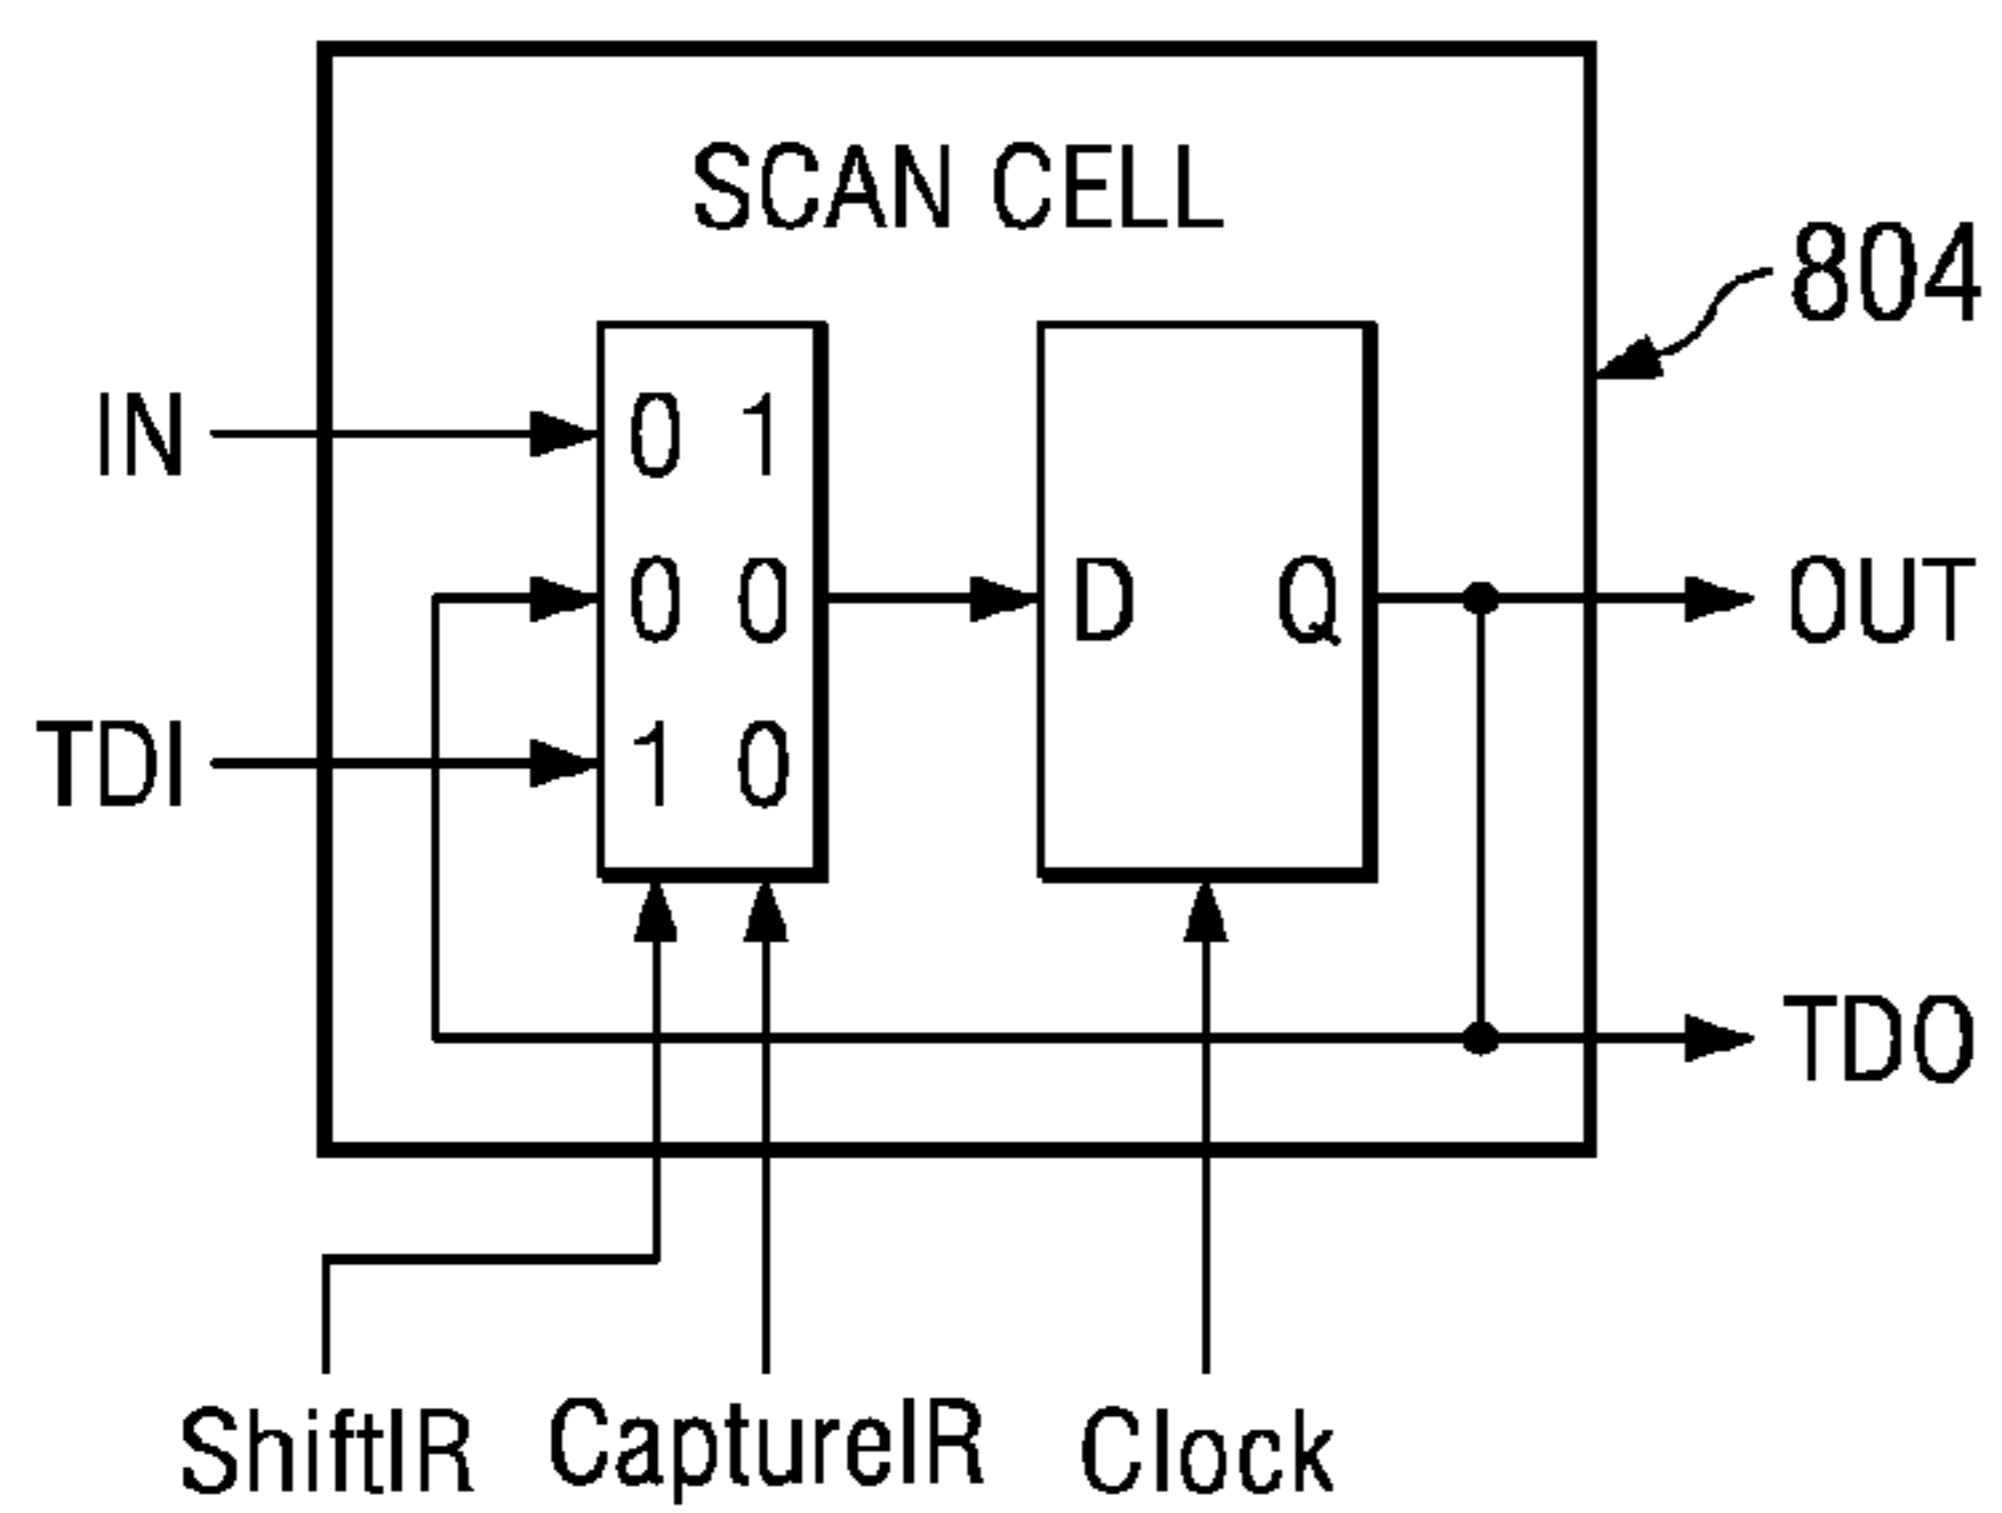 SCAN CELL
804
IN
0 1
0 0
D
Q
OUT
TDI
1 0
TDO
ShiftIR
CaptureIR
Clock